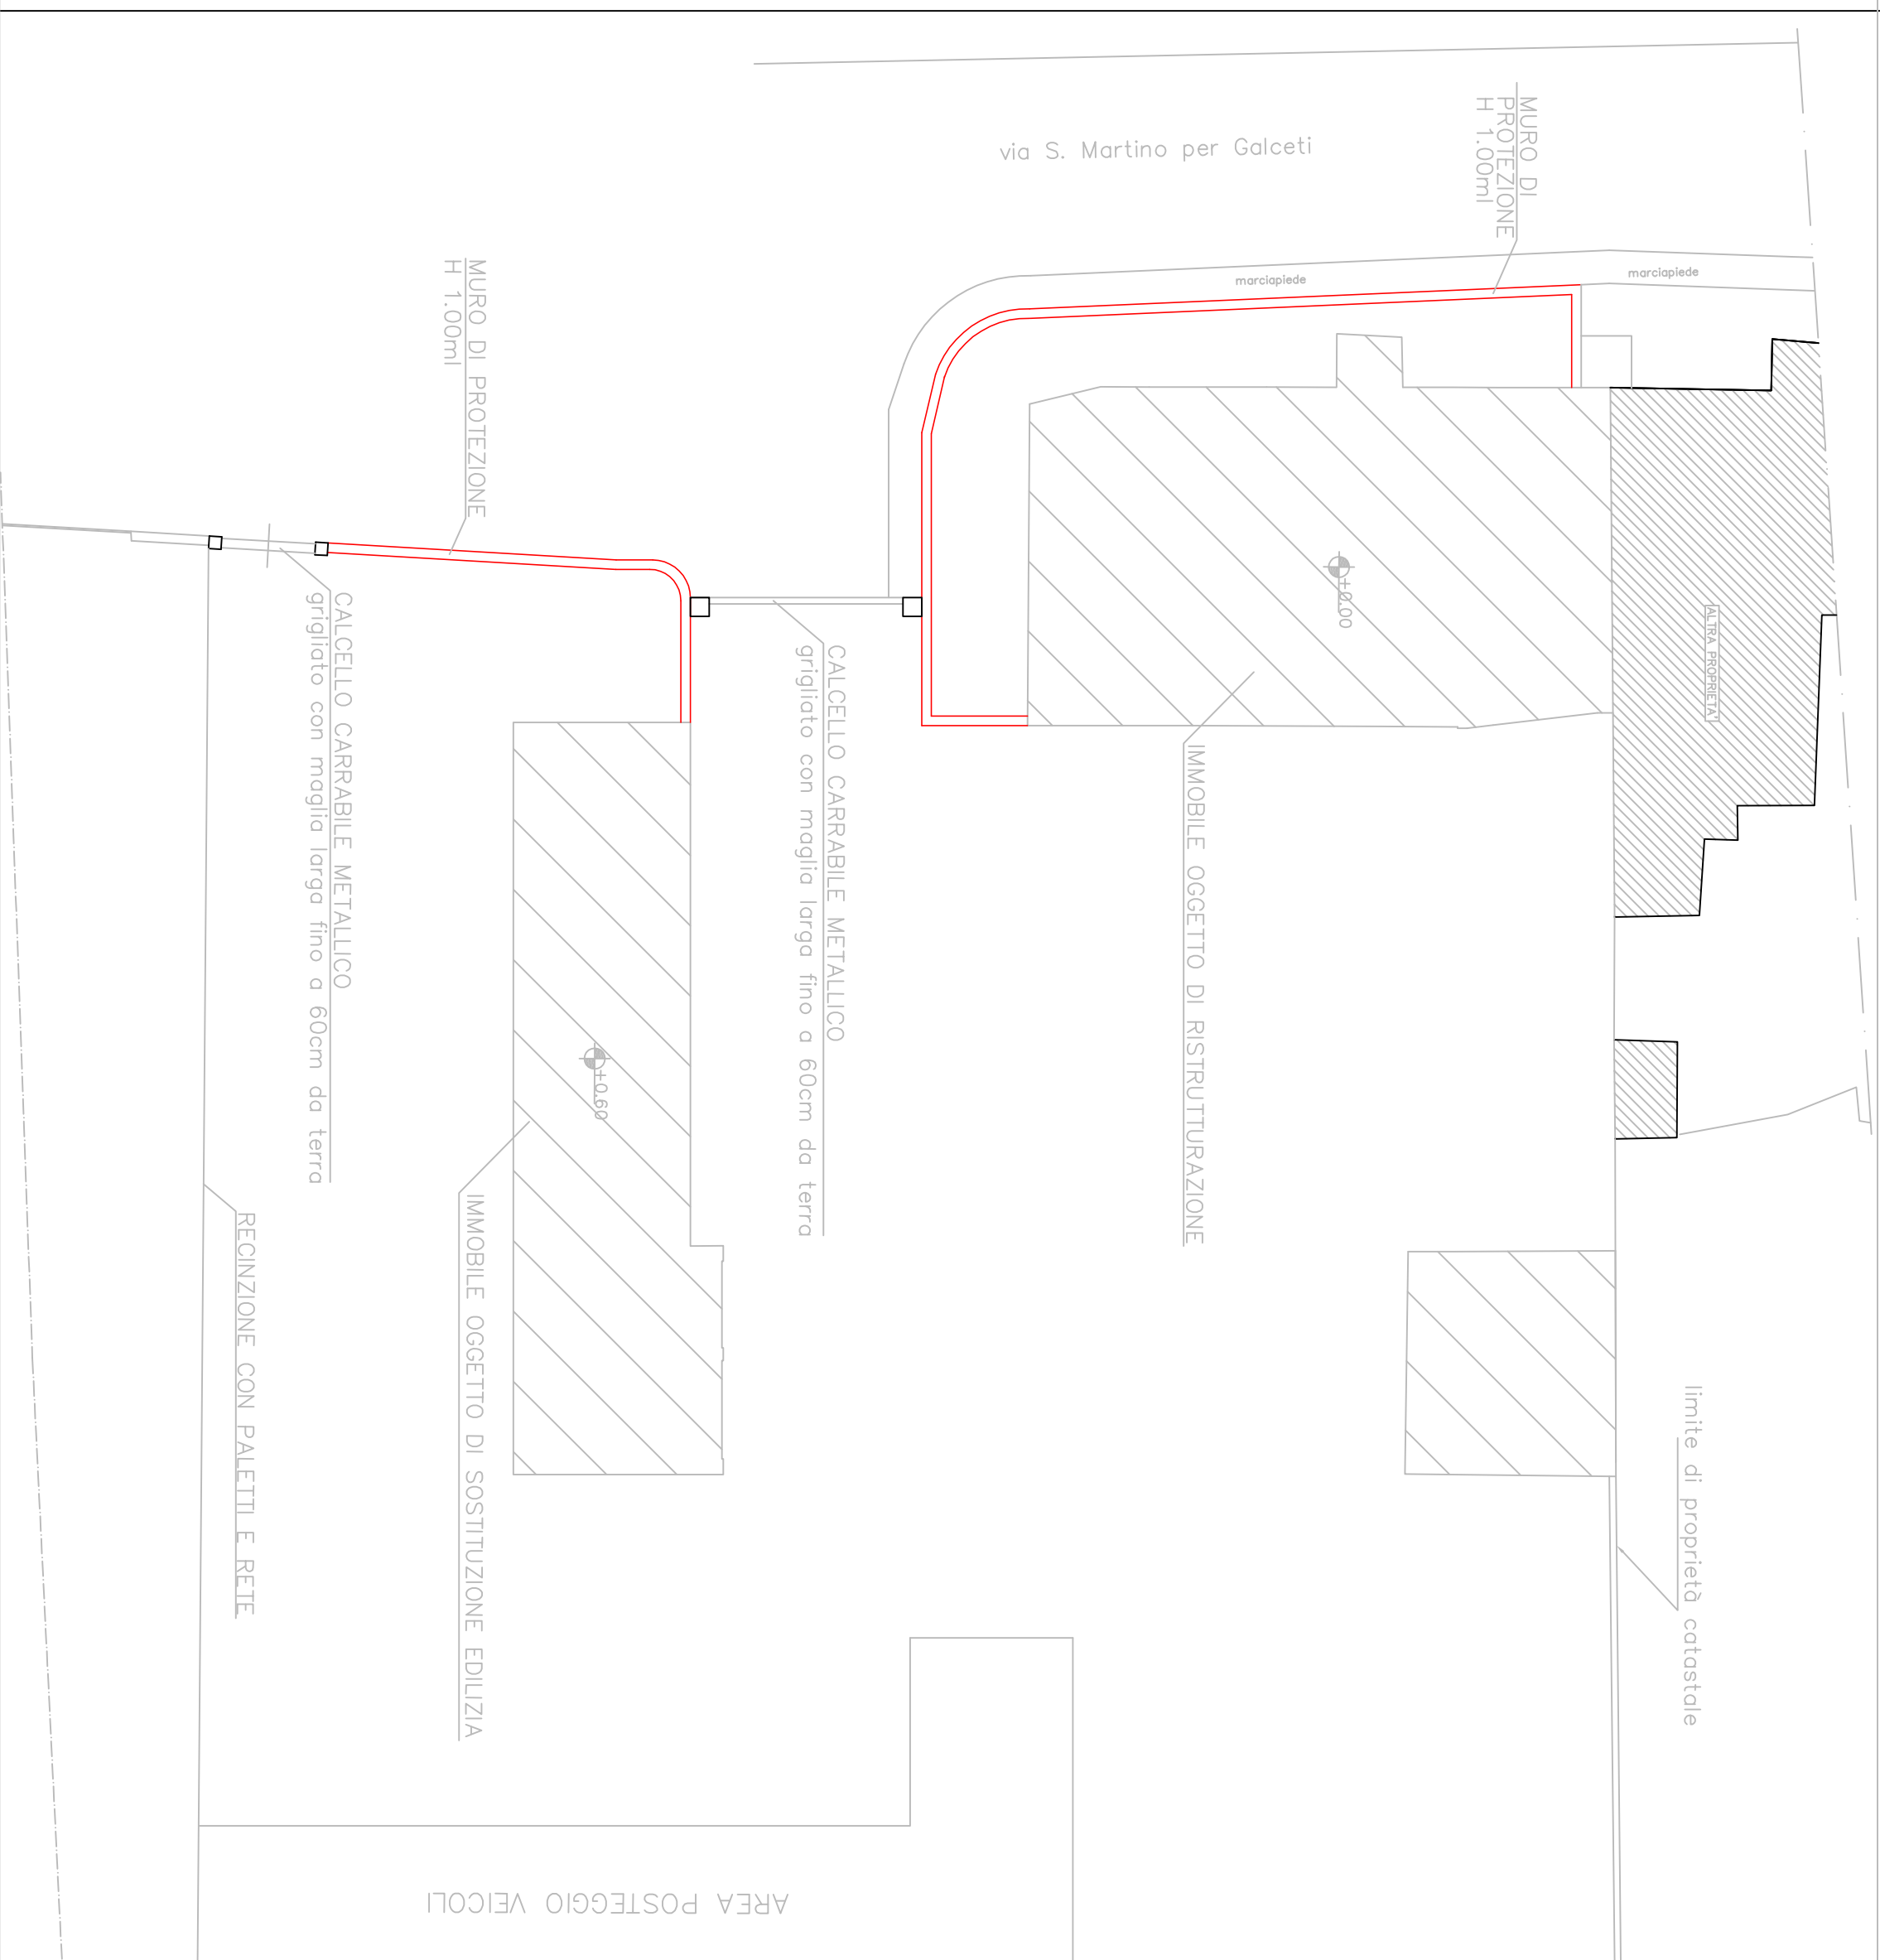 via S. Martino per Galceti
MURO DI
PROTEZIONE
H 1.00ml
marciapiede
marciapiede
MURO DI PROTEZIONE
H 1.00ml
+0.00
ALTRA PROPRIETA'
CALCELLO CARRABILE METALLICO
grigliato con maglia larga fino a 60cm da terra
CALCELLO CARRABILE METALLICO
grigliato con maglia larga fino a 60cm da terra
IMMOBILE OGGETTO DI RISTRUTTURAZIONE
+0.60
IMMOBILE OGGETTO DI SOSTITUZIONE EDILIZIA
RECINZIONE CON PALETTI E RETE
limite di proprietà catastale
AREA POSTEGGIO VEICOLI